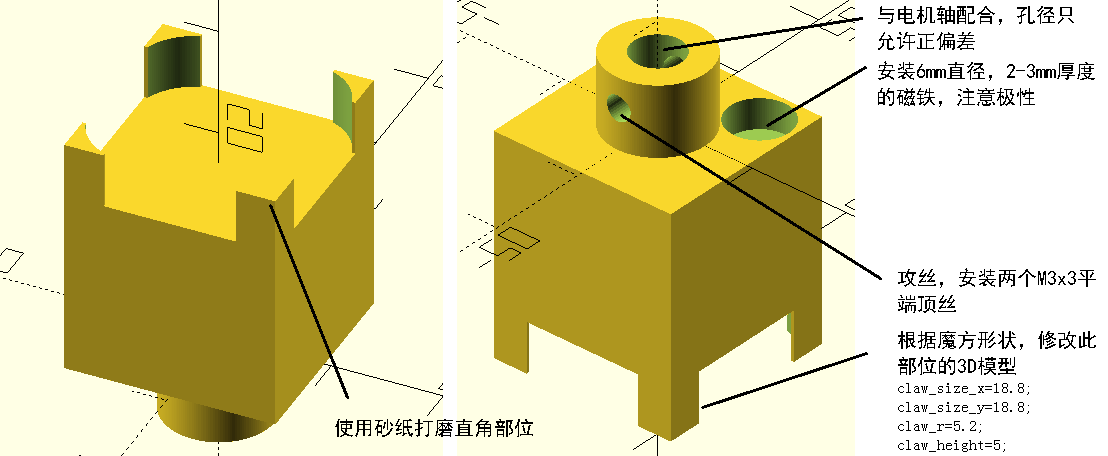 与电机轴配合，孔径只
允许正偏差
安装6mm直径，2-3mm厚度
的磁铁，注意极性
攻丝，安装两个M3x3平
端顶丝
根据魔方形状，修改此
部位的3D模型
claw_size_x=18.8;
claw_size_y=18.8;
claw_r=5.2;
claw_height=5;
使用砂纸打磨直角部位